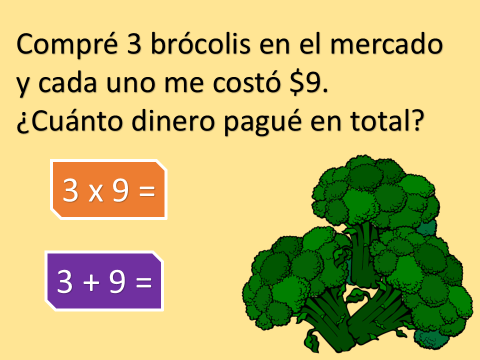 Compré 3 brócolis en el mercado
y cada uno me costó $9.
¿Cuánto dinero pagué en total?
3 x 9 =
3 + 9 =